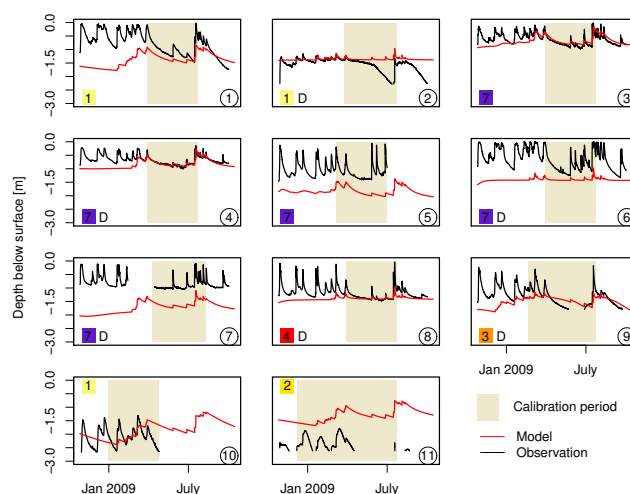 0.0
-1.5
-3.0
1
1
1 D
2
7
3
0.0
-1.5
-3.0
7 D
4
7
5
7 D
6
Depth below surface [m]
0.0
-1.5
-3.0
7 D
7
4 D
8
3 D
9
Jan 2009 July
0.0
-1.5
-3.0
1
10
2
11
Jan 2009 July
Jan 2009 July
Calibration period
Model
Observation